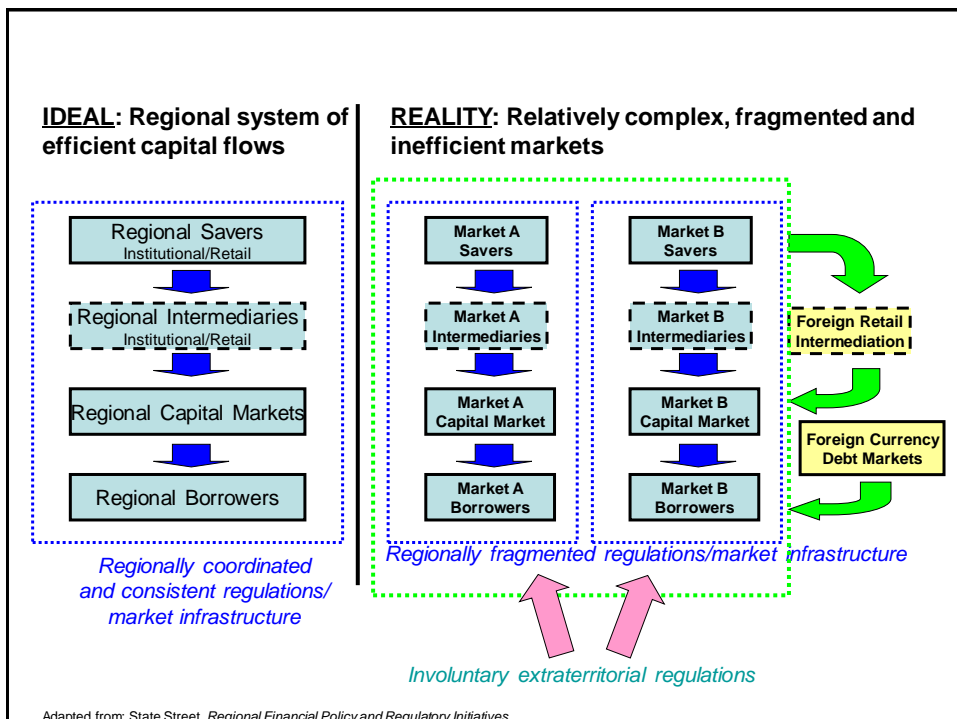 IDEAL: Regional system of
efficient capital flows
REALITY: Relatively complex, fragmented and
inefficient markets
Regional Savers
Institutional/Retail
Regional Intermediaries
Institutional/Retail
Regional Capital Markets
Regional Borrowers
Regionally coordinated
and consistent regulations/
market infrastructure
Market A
Savers
Market A
Intermediaries
Market A
Capital Market
Market A
Borrowers
Market B
Savers
Market B
Intermediaries
Market B
Capital Market
Market B
Borrowers
Foreign Retail
Intermediation
Foreign Currency
Debt Markets
Regionally fragmented regulations/market infrastructure
Involuntary extraterritorial regulations
Adapted from: State Street, Regional Financial Policy and Regulatory Initiatives